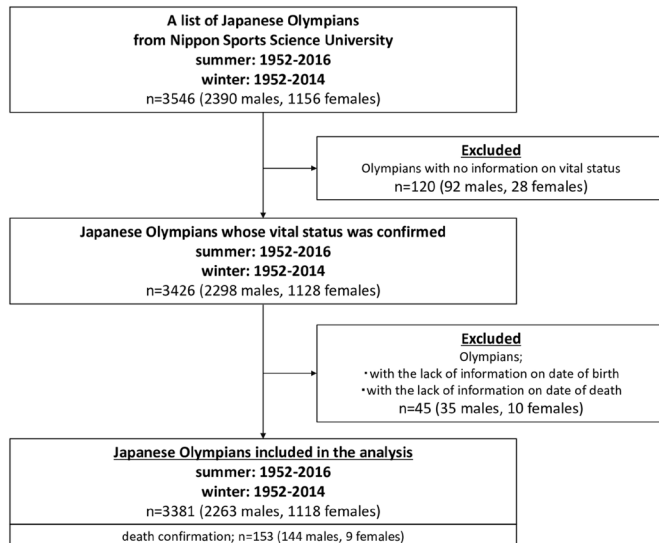 A list of Japanese Olympians
from Nippon Sports Science University
summer: 1952-2016
winter: 1952-2014
n=3546 (2390 males, 1156 females)
Excluded
Olympians with no information on vital status
n=120 (92 males, 28 females)
Japanese Olympians whose vital status was confirmed
summer: 1952-2016
winter: 1952-2014
n=3426 (2298 males, 1128 females)
Excluded
Olympians;
・with the lack of information on date of birth
・with the lack of information on date of death
n=45 (35 males, 10 females)
Japanese Olympians included in the analysis
summer: 1952-2016
winter: 1952-2014
n=3381 (2263 males, 1118 females)
death confirmation; n=153 (144 males, 9 females)